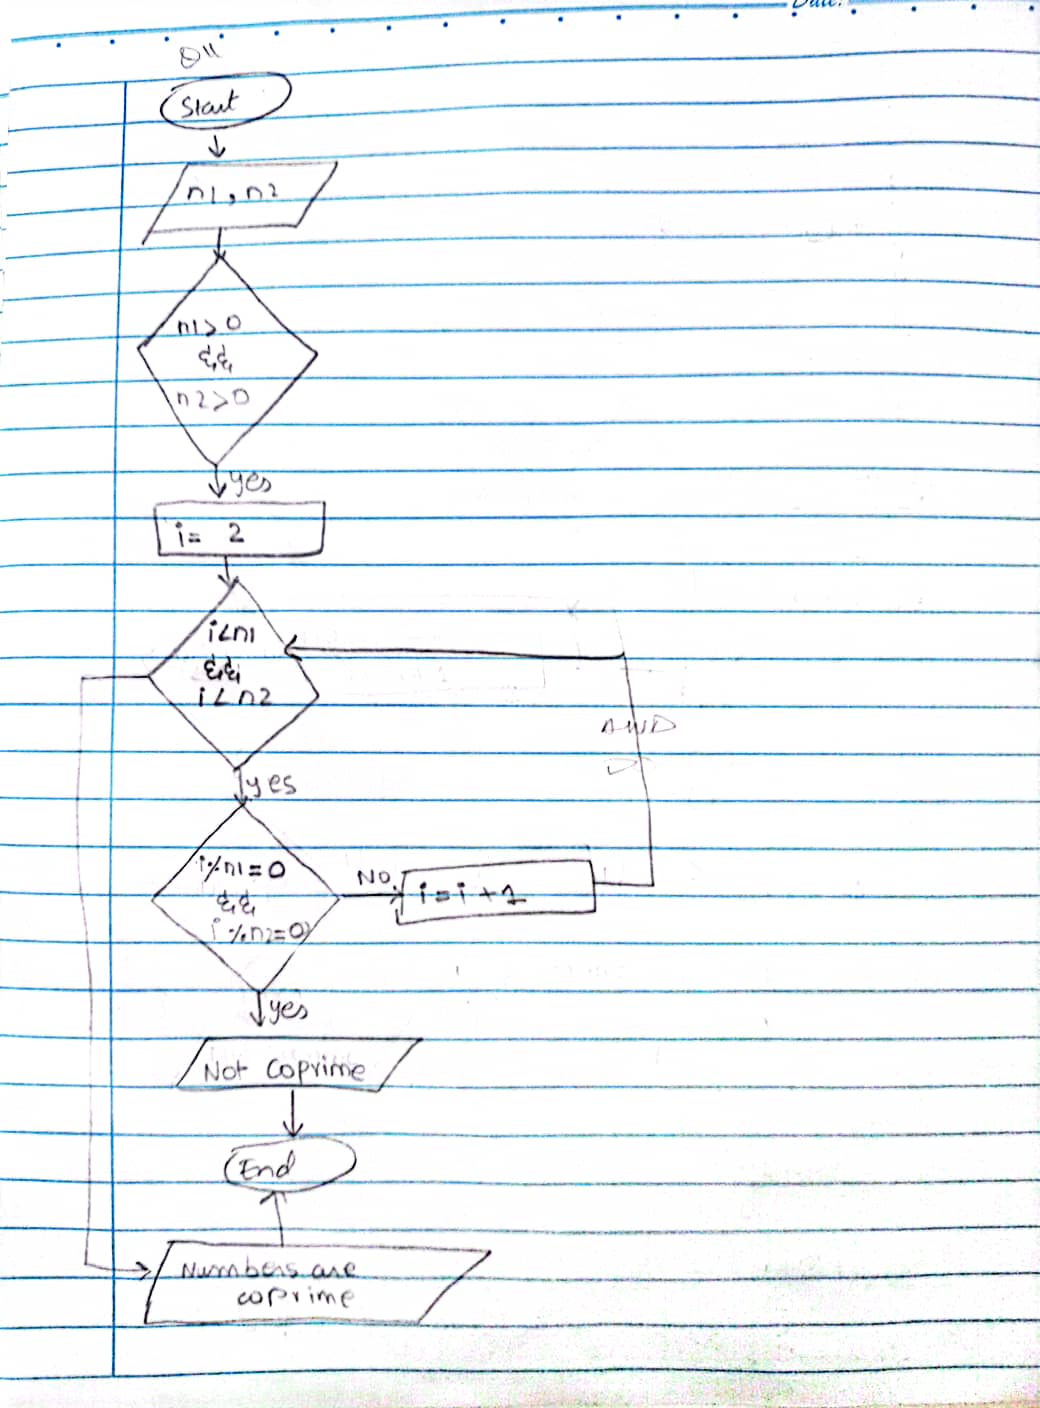 Date:
Q11
Start
n1, n2
n1>0
&&
n2>0
yes
i= 2
i<n1
&&
i<n2
AND
yes
i%n1=0
&&
i%n2=0
No
i=i+1
yes
Not coprime
End
Numbers are
coprime